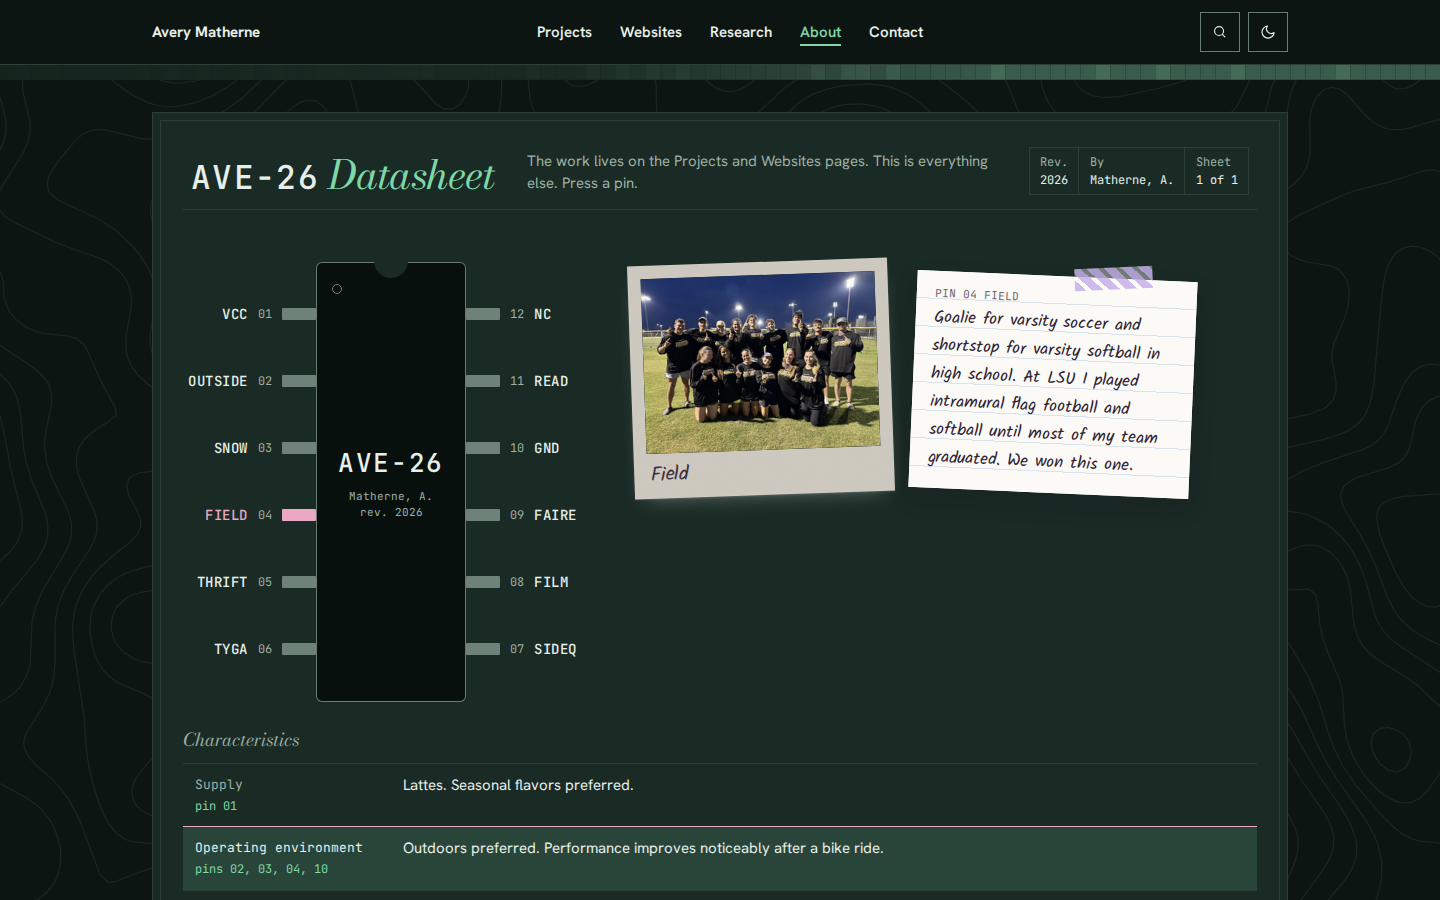 Avery Matherne
Projects Websites Research About Contact
AVE-26 Datasheet
The work lives on the Projects and Websites pages. This is everything
else. Press a pin.
Rev. By Sheet
2026 Matherne, A. 1 of 1
VCC 01
OUTSIDE 02
SNOW 03
FIELD 04
THRIFT 05
TYGA 06
AVE-26
Matherne, A.
rev. 2026
12 NC
11 READ
10 GND
09 FAIRE
08 FILM
07 SIDEQ
Field
PIN 04 FIELD
Goalie for varsity soccer and
shortstop for varsity softball in
high school. At LSU I played
intramural flag football and
softball until most of my team
graduated. We won this one.
Characteristics
Supply Lattes. Seasonal flavors preferred.
pin 01
Operating environment Outdoors preferred. Performance improves noticeably after a bike ride.
pins 02, 03, 04, 10